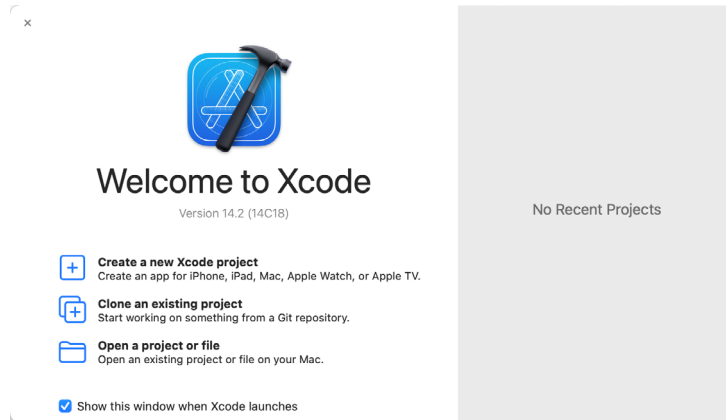 Welcome to Xcode
Version 14.2 (14C18)
Create a new Xcode project
Create an app for iPhone, iPad, Mac, Apple Watch, or Apple TV.
Clone an existing project
Start working on something from a Git repository.
Open a project or file
Open an existing project or file on your Mac.
Show this window when Xcode launches
No Recent Projects